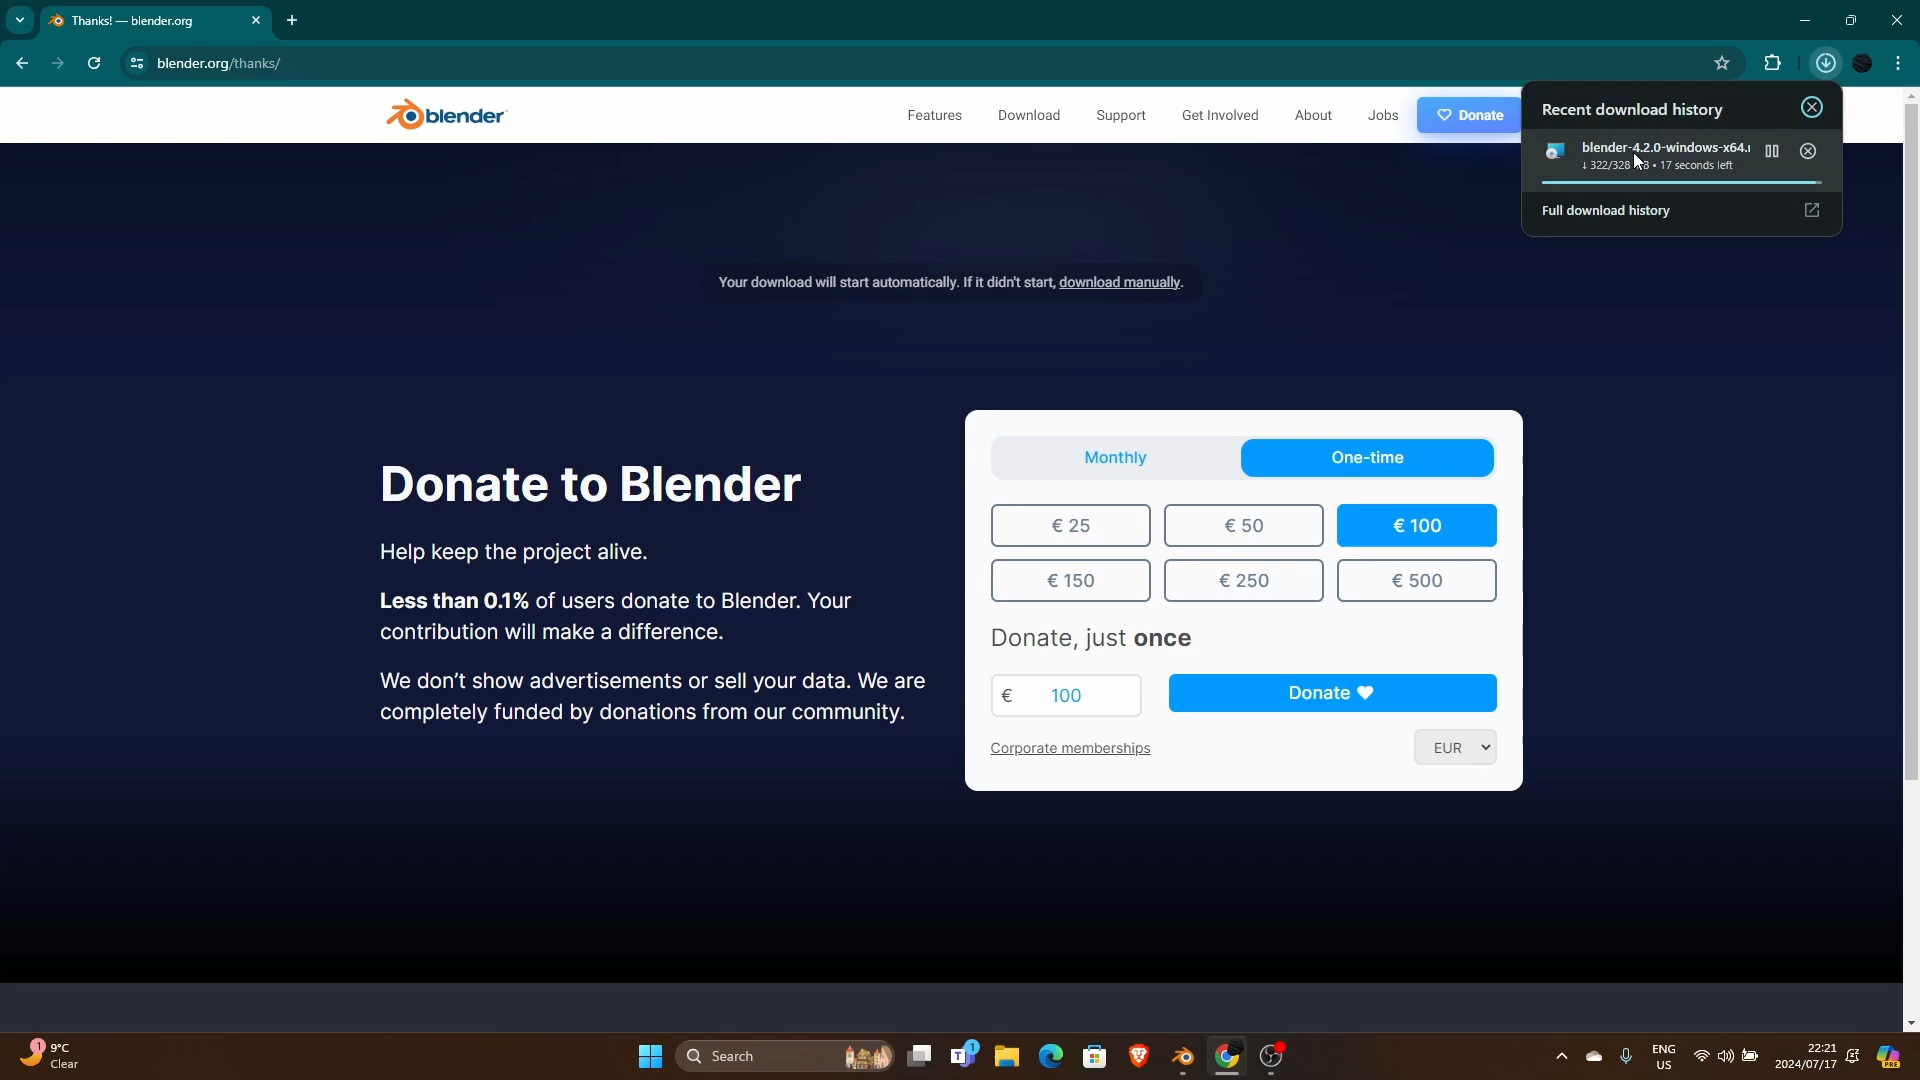 Thanks! — blender.org
blender.org/thanks/
blender
Features
Download
Support
Get Involved
About
Jobs
Donate
Recent download history
blender-4.2.0-windows-x64.
322/328 • 17 seconds left
Full download history
Your download will start automatically. If it didn't start, download manually.
Donate to Blender
Help keep the project alive.
Less than 0.1% of users donate to Blender. Your
contribution will make a difference.
We don't show advertisements or sell your data. We are
completely funded by donations from our community.
Monthly
One-time
€ 25
€ 50
€ 100
€ 150
€ 250
€ 500
Donate, just once
€ 100
Donate
Corporate memberships
EUR
1
9°C
Clear
Search
1
ENG
US
22:21
2024/07/17
PRE